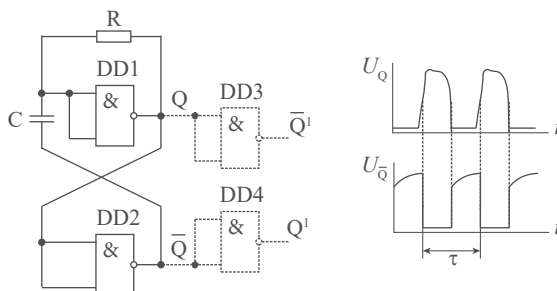 R
DD1
&
C
Q
DD3
&
Q̅¹
DD2
&
Q̅
DD4
&
Q¹
U_Q
t
U_Q̅
t
τ